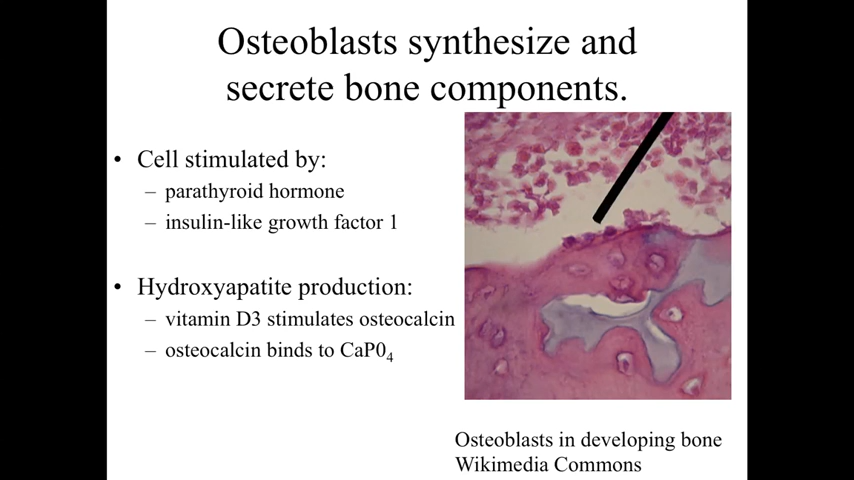 Osteoblasts synthesize and
secrete bone components.
• Cell stimulated by:
– parathyroid hormone
– insulin-like growth factor 1
• Hydroxyapatite production:
– vitamin D3 stimulates osteocalcin
– osteocalcin binds to CaP0₄
Osteoblasts in developing bone
Wikimedia Commons